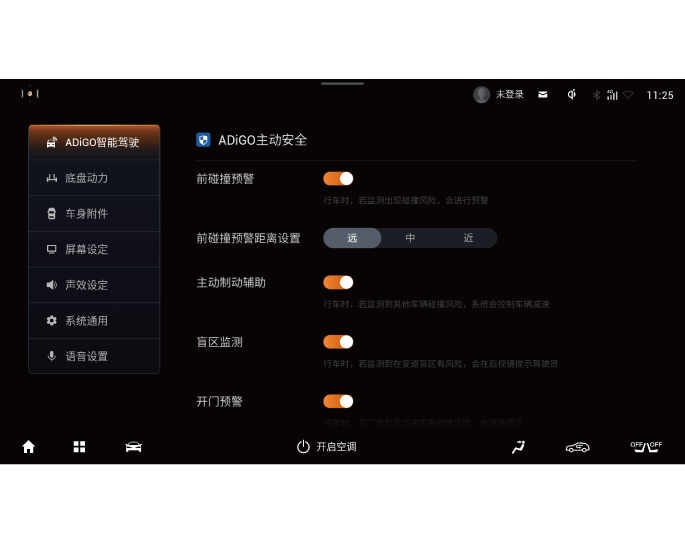 未登录
4G
11:25
ADiGO智能驾驶
底盘动力
车身附件
屏幕设定
声效设定
系统通用
语音设置
ADiGO主动安全
前碰撞预警
行车时，若监测出现碰撞风险，会进行预警
前碰撞预警距离设置
远 中 近
主动制动辅助
行车时，若监测到其他车辆碰撞风险，系统会控制车辆减速
盲区监测
行车时，若监测到在变道盲区有风险，会在后视镜提示驾驶员
开门预警
开启空调
OFF OFF